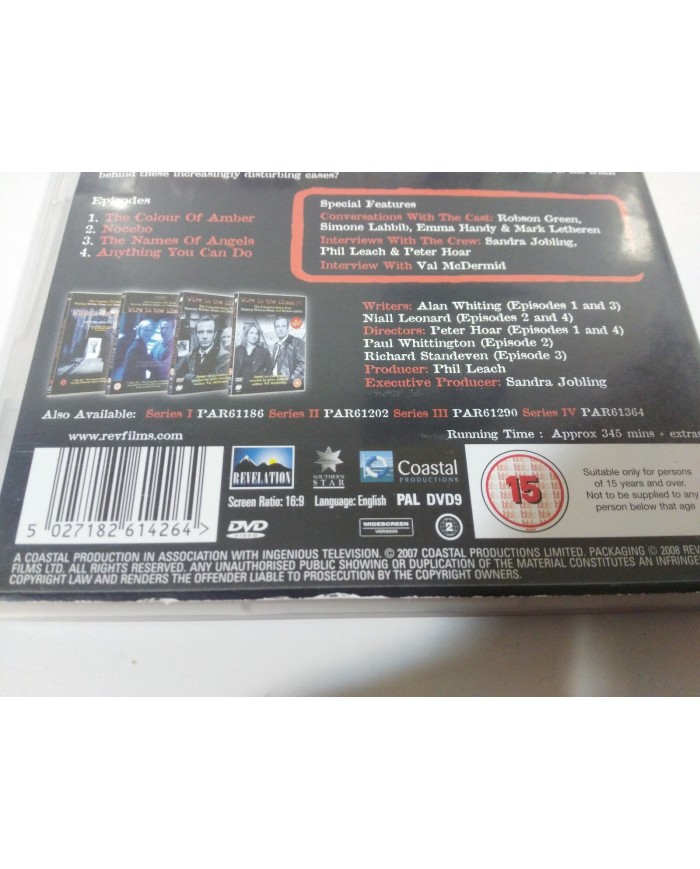 behind these increasingly disturbing cases?
Episodes
1. The Colour Of Amber
2. Nocebo
3. The Names Of Angels
4. Anything You Can Do
Special Features
Conversations With The Cast: Robson Green,
Simone Lahbib, Emma Handy & Mark Letheren
Interviews With The Crew: Sandra Jobling,
Phil Leach & Peter Hoar
Interview With Val McDermid
Writers: Alan Whiting (Episodes 1 and 3)
Niall Leonard (Episodes 2 and 4)
Directors: Peter Hoar (Episodes 1 and 4)
Paul Whittington (Episode 2)
Richard Standeven (Episode 3)
Producer: Phil Leach
Executive Producer: Sandra Jobling
Also Available: Series I PAR61186 Series II PAR61202 Series III PAR61290 Series IV PAR61364
www.revfilms.com
Running Time : Approx 345 mins + extra
5 027182 614264 >
REVELATION
SOUTHERN
STAR
Coastal
PRODUCTIONS
Screen Ratio: 16:9 Language: English PAL DVD9
DVD
VIDEO
WIDESCREEN
VERSION
2
15
Suitable only for persons
of 15 years and over.
Not to be supplied to any
person below that age
A COASTAL PRODUCTION IN ASSOCIATION WITH INGENIOUS TELEVISION. © 2007 COASTAL PRODUCTIONS LIMITED. PACKAGING © 2008 REV
FILMS LTD. ALL RIGHTS RESERVED. ANY UNAUTHORISED PUBLIC SHOWING OR DUPLICATION OF THE MATERIAL CONSTITUTES AN INFRINGE
COPYRIGHT LAW AND RENDERS THE OFFENDER LIABLE TO PROSECUTION BY THE COPYRIGHT OWNERS.